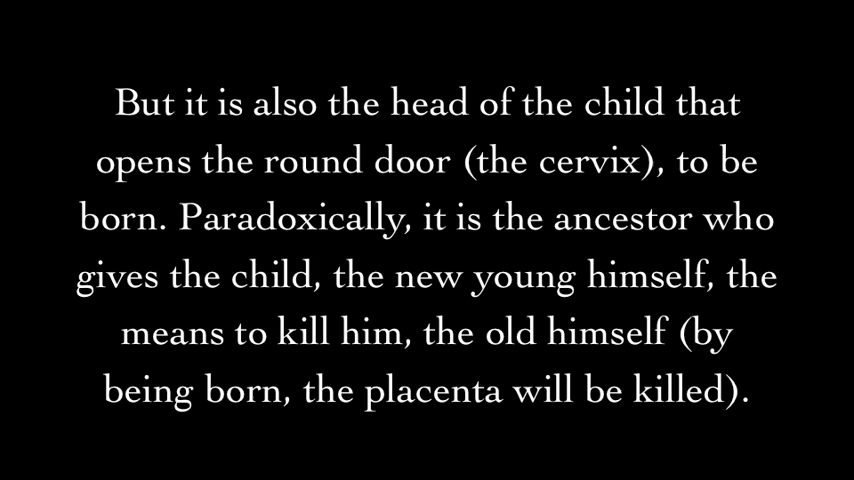 But it is also the head of the child that
opens the round door (the cervix), to be
born. Paradoxically, it is the ancestor who
gives the child, the new young himself, the
means to kill him, the old himself (by
being born, the placenta will be killed).